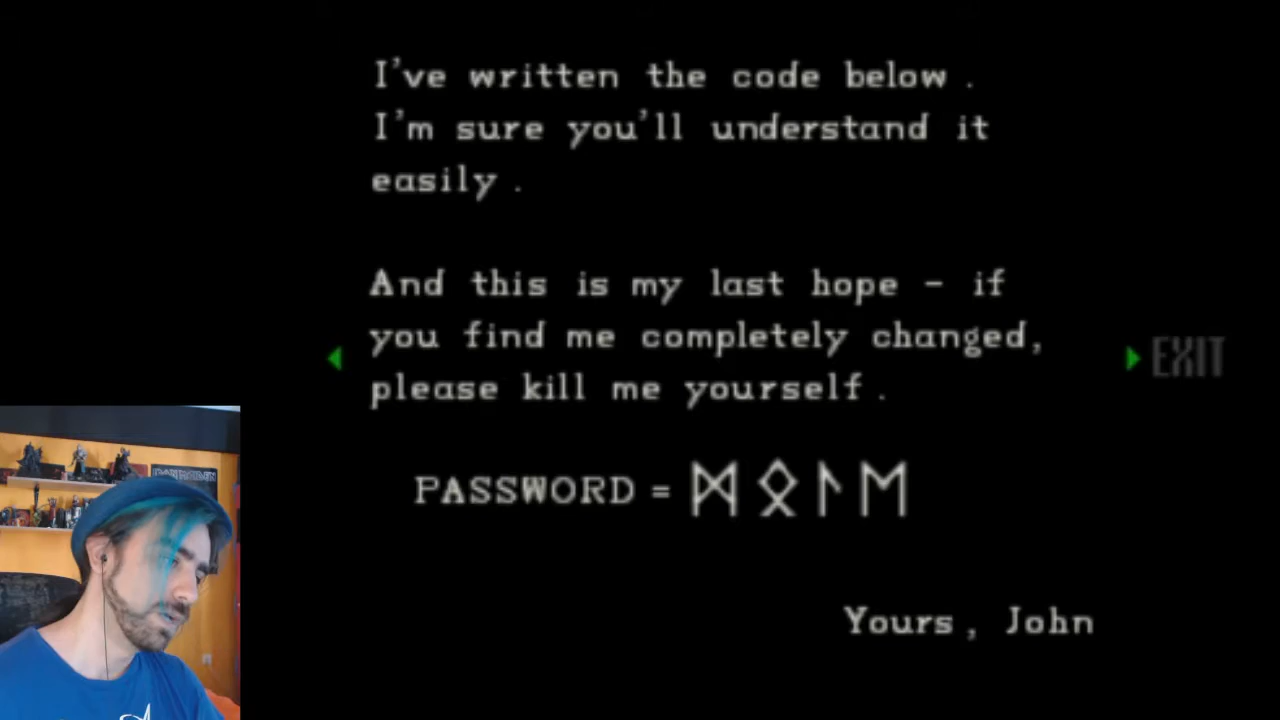 I've written the code below .
I'm sure you'll understand it
easily .
And this is my last hope - if
you find me completely changed,
please kill me yourself .
EXIT
PASSWORD = ᛗᛟᛚᛖ
Yours , John